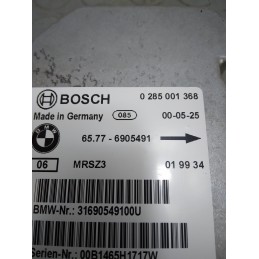 BOSCH 0 285 001 368
Made in Germany 085 00-05-25
65.77 - 6905491
06 MRSZ3 01 99 34
BMW-Nr.: 31690549100U
Serien-Nr.: 00B1465H1717W